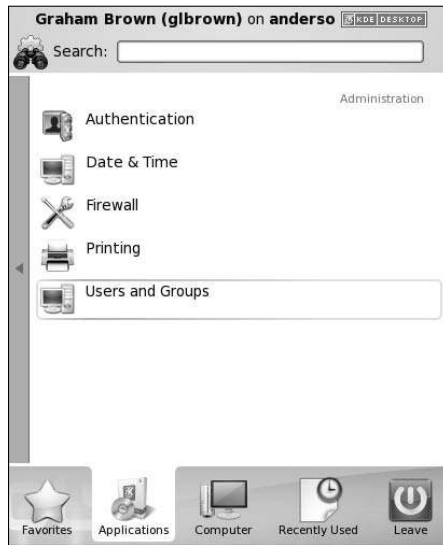 Graham Brown (glbrown) on anderso KDE DESKTOP
Search:
Administration
Authentication
Date & Time
Firewall
Printing
Users and Groups
Favorites Applications Computer Recently Used Leave